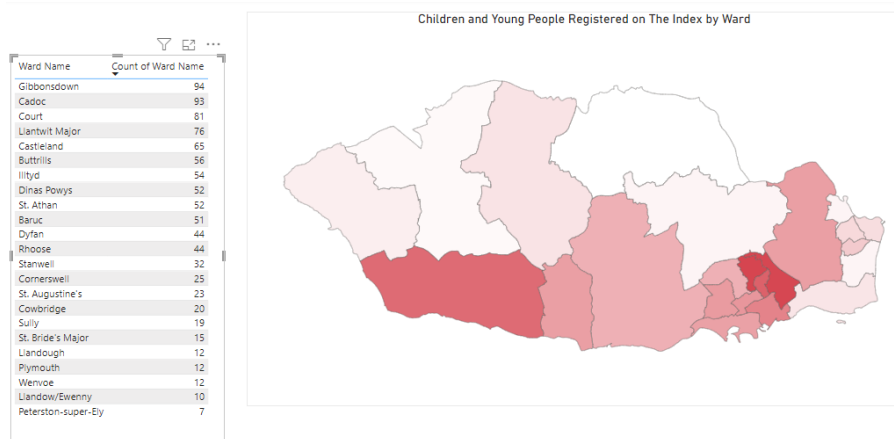 Children and Young People Registered on The Index by Ward
Ward Name Count of Ward Name
Gibbonsdown 94
Cadoc 93
Court 81
Llantwit Major 76
Castleland 65
Buttrills 56
Illtyd 54
Dinas Powys 52
St. Athan 52
Baruc 51
Dyfan 44
Rhoose 44
Stanwell 32
Cornerswell 25
St. Augustine's 23
Cowbridge 20
Sully 19
St. Bride's Major 15
Llandough 12
Plymouth 12
Wenvoe 12
Llandow/Ewenny 10
Peterston-super-Ely 7